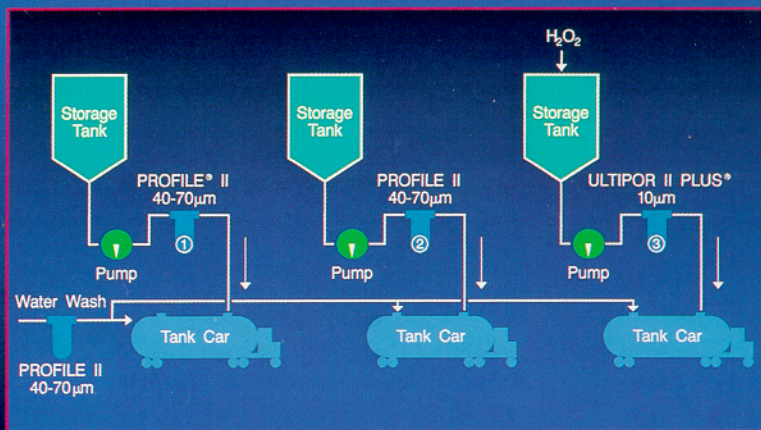 H₂O₂
Storage
Tank
Storage
Tank
Storage
Tank
PROFILE® II
40-70μm
PROFILE II
40-70μm
ULTIPOR II PLUS®
10μm
①
②
③
Pump
Pump
Pump
Water Wash
Tank Car
Tank Car
Tank Car
PROFILE II
40-70μm